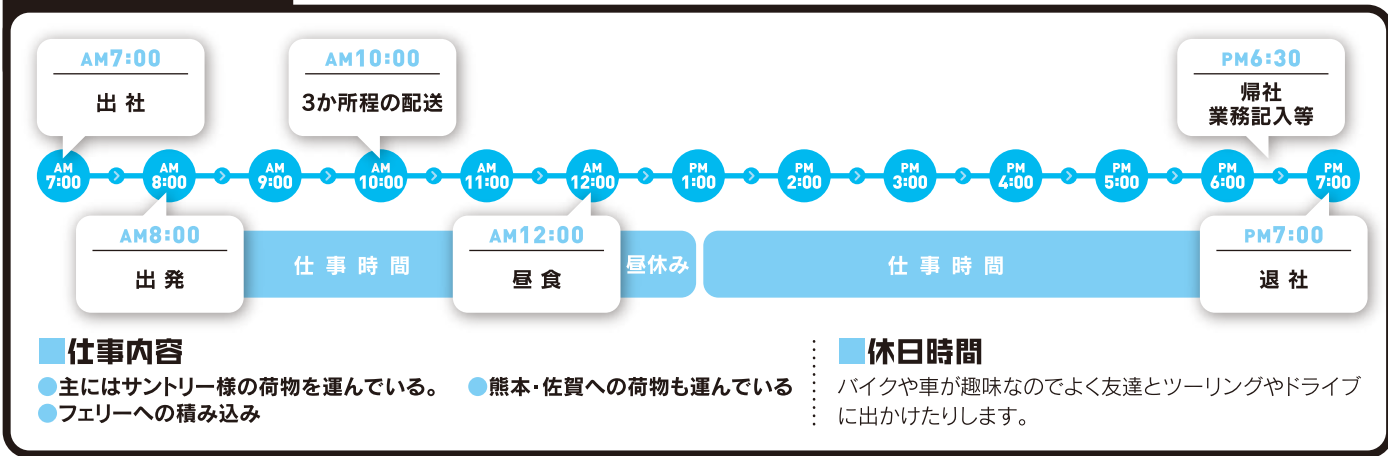 AM7:00
出社
AM10:00
3か所程の配送
PM6:30
帰社
業務記入等
AM 7:00
AM 8:00
AM 9:00
AM 10:00
AM 11:00
AM 12:00
PM 1:00
PM 2:00
PM 3:00
PM 4:00
PM 5:00
PM 6:00
PM 7:00
AM8:00
出発
仕事時間
AM12:00
昼食
昼休み
仕事時間
PM7:00
退社
■仕事内容
●主にはサントリー様の荷物を運んでいる。
●フェリーへの積み込み
●熊本・佐賀への荷物も運んでいる
■休日時間
バイクや車が趣味なのでよく友達とツーリングやドライブ
に出かけたりします。